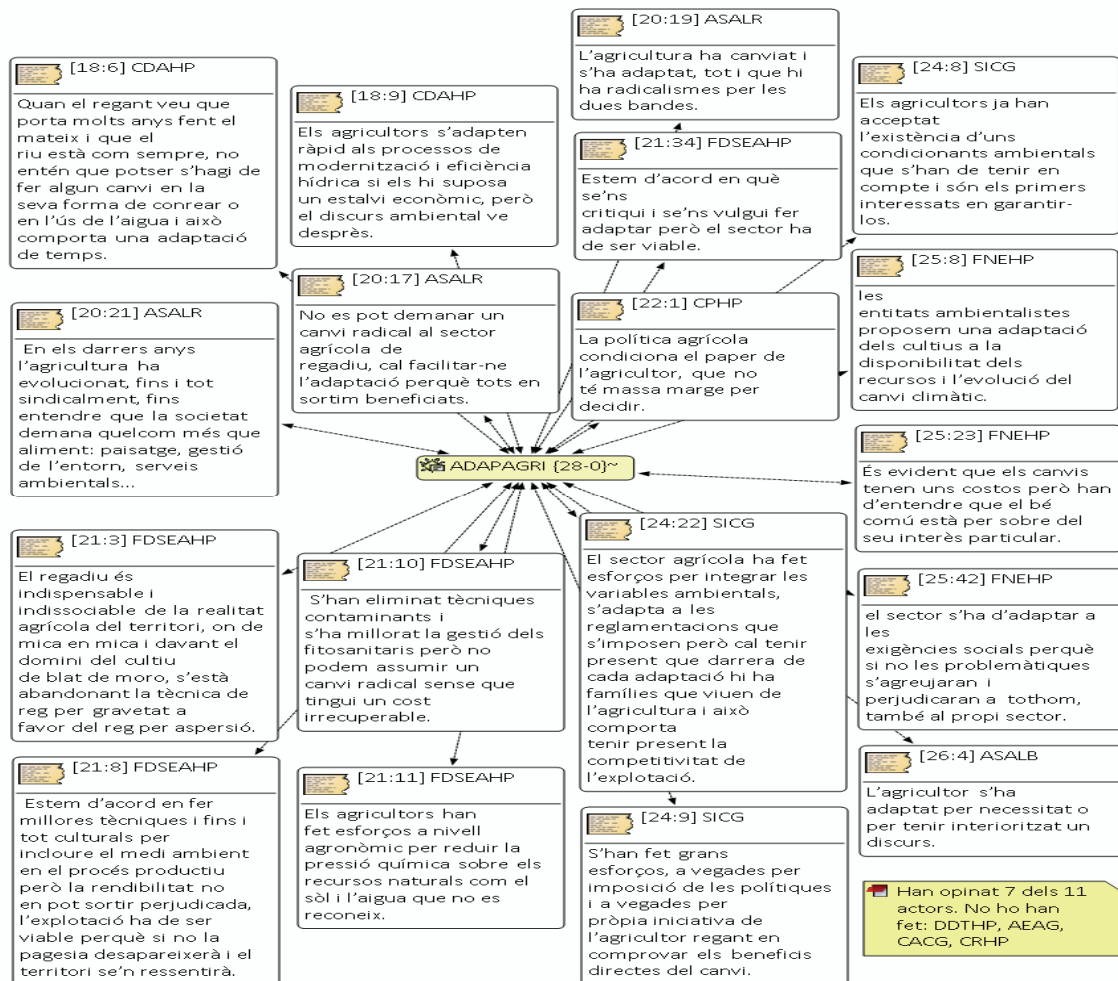 [18:6] CDAHP
Quan el regant veu que
porta molts anys fent el
mateix i que el
riu està com sempre, no
entén que potser s'hagi de
fer algun canvi en la
seva forma de conrear o
en l'ús de l'aigua i això
comporta una adaptació
de temps.
[18:9] CDAHP
Els agricultors s'adapten
ràpid als processos de
modernització i eficiència
hídrica si els hi suposa
un estalvi econòmic, però
el discurs ambiental ve
desprès.
[20:19] ASALR
L'agricultura ha canviat i
s'ha adaptat, tot i que hi
ha radicalismes per les
dues bandes.
[24:8] SICG
Els agricultors ja han
acceptat
l'existència d'uns
condicionants ambientals
que s'han de tenir en
compte i són els primers
interessats en garantir-
los.
[21:34] FDSEAHP
Estem d'acord en què
se'ns
critiqui i se'ns vulgui fer
adaptar però el sector ha
de ser viable.
[20:21] ASALR
En els darrers anys
l'agricultura ha
evolucionat, fins i tot
sindicalment, fins
entendre que la societat
demana quelcom més que
aliment: paisatge, gestió
de l'entorn, serveis
ambientals...
[20:17] ASALR
No es pot demanar un
canvi radical al sector
agrícola de
regadiu, cal facilitar-ne
l'adaptació perquè tots en
sortim beneficiats.
[22:1] CPHP
La política agrícola
condiciona el paper de
l'agricultor, que no
té massa marge per
decidir.
[25:8] FNEHP
les
entitats ambientalistes
proposem una adaptació
dels cultius a la
disponibilitat dels
recursos i l'evolució del
canvi climàtic.
ADAPAGRI {28-0}~
[25:23] FNEHP
És evident que els canvis
tenen uns costos però han
d'entendre que el bé
comú està per sobre del
seu interès particular.
[21:3] FDSEAHP
El regadiu és
indispensable i
indissociable de la realitat
agrícola del territori, on de
mica en mica i davant el
domini del cultiu
de blat de moro, s'està
abandonant la tècnica de
reg per gravetat a
favor del reg per aspersió.
[21:10] FDSEAHP
S'han eliminat tècniques
contaminants i
s'ha millorat la gestió dels
fitosanitaris però no
podem assumir un
canvi radical sense que
tingui un cost
irrecuperable.
[24:22] SICG
El sector agrícola ha fet
esforços per integrar les
variables ambientals,
s'adapta a les
reglamentacions que
s'imposen però cal tenir
present que darrera de
cada adaptació hi ha
famílies que viuen de
l'agricultura i això
comporta
tenir present la
competitivitat de
l'explotació.
[25:42] FNEHP
el sector s'ha d'adaptar a
les
exigències socials perquè
si no les problemàtiques
s'agreujaran i
perjudicaran a tothom,
també al propi sector.
[21:8] FDSEAHP
Estem d'acord en fer
millores tècniques i fins i
tot culturals per
incloure el medi ambient
en el procés productiu
però la rendibilitat no
en pot sortir perjudicada,
l'explotació ha de ser
viable perquè si no la
pagesia desapareixerà i el
territori se'n ressentirà.
[21:11] FDSEAHP
Els agricultors han
fet esforços a nivell
agronòmic per reduir la
pressió química sobre els
recursos naturals com el
sòl i l'aigua que no es
reconeix.
[24:9] SICG
S'han fet grans
esforços, a vegades per
imposició de les polítiques
i a vegades per
pròpia iniciativa de
l'agricultor regant en
comprovar els beneficis
directes del canvi.
[26:4] ASALB
L'agricultor s'ha
adaptat per necessitat o
per tenir interioritzat un
discurs.
Han opinat 7 dels 11
actors. No ho han
fet: DDTHP, AEAG,
CACG, CRHP